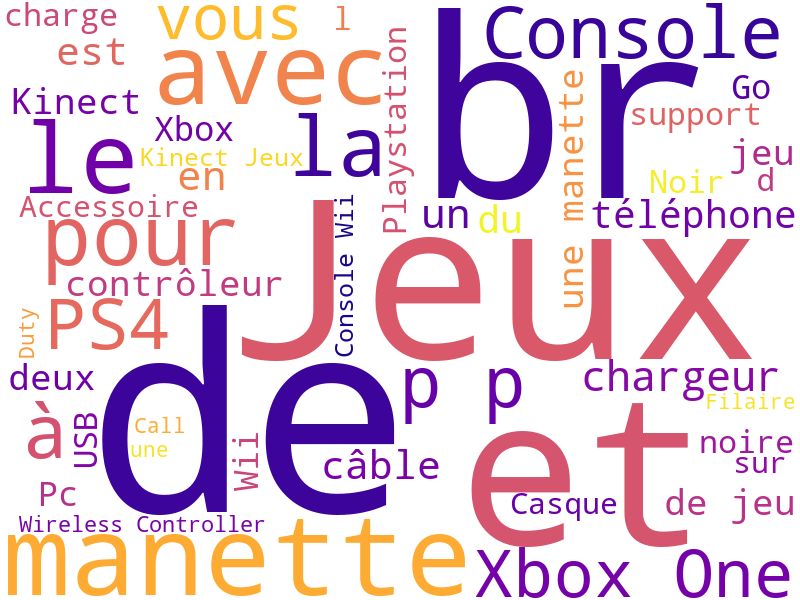 charge
vous
l
Console
br
est
avec
Playstation
Kinect
Xbox
la
une manette
Go
support
le
Kinect Jeux
en
jeu
Noir
d
Accessoire
pour
Console Wii
un
du
téléphone
contrôleur
Jeux
PS4
Duty
de
deux
p p
chargeur
Filaire
à
USB
Call
une
Wii
câble
et
noire
sur
Pc
Casque
de jeu
Wireless Controller
manette
Xbox One